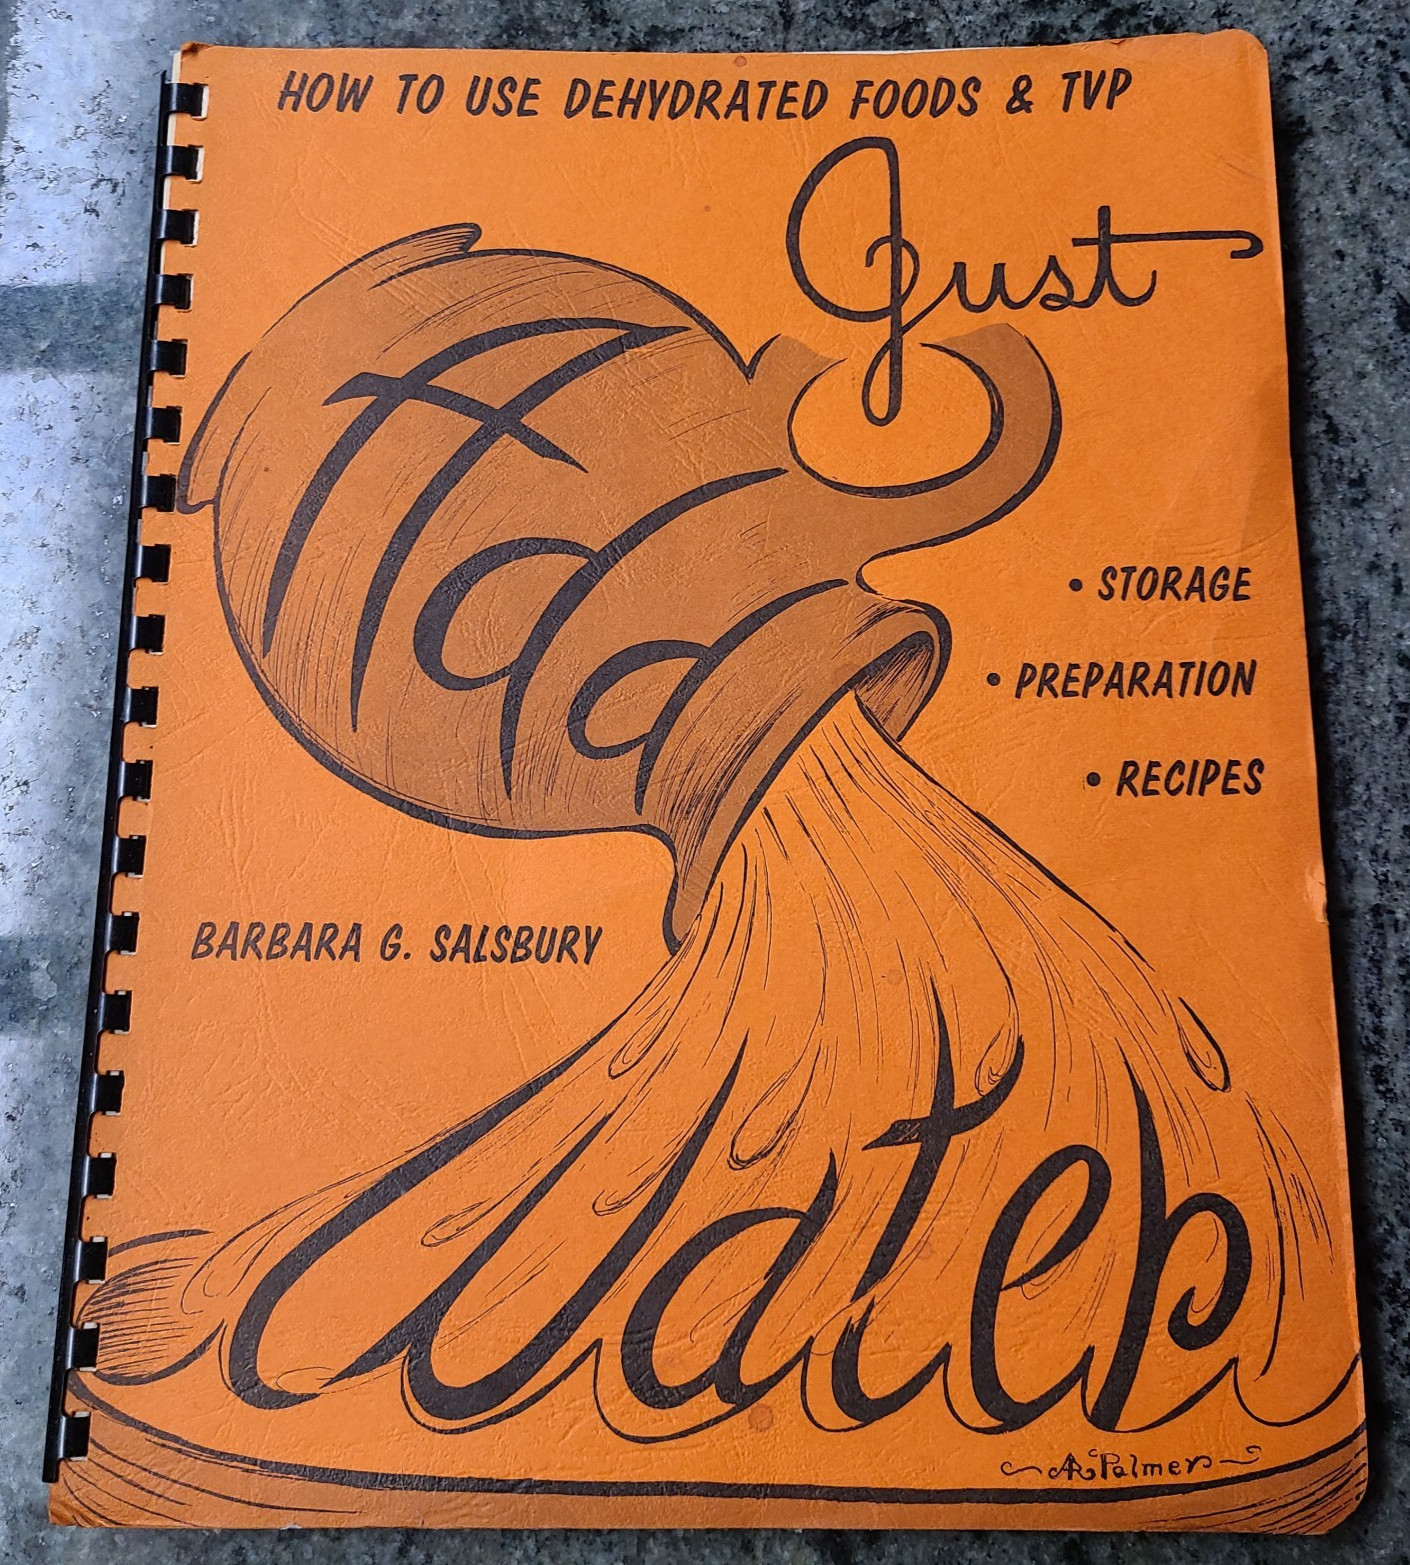 HOW TO USE DEHYDRATED FOODS & TVP
Just
Add
Water
• STORAGE
• PREPARATION
• RECIPES
BARBARA G. SALSBURY
Palmer